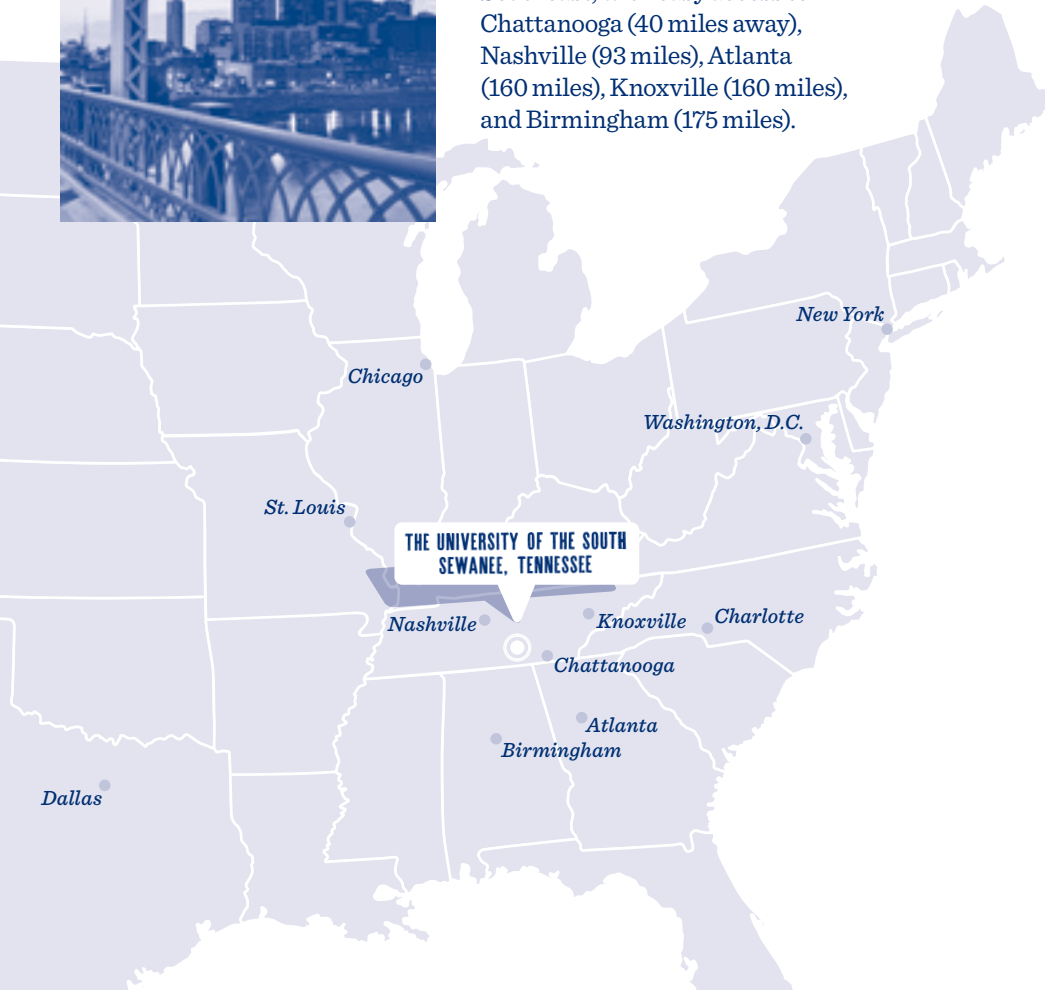 Chattanooga (40 miles away),
Nashville (93 miles), Atlanta
(160 miles), Knoxville (160 miles),
and Birmingham (175 miles).
New York
Chicago
Washington, D.C.
St. Louis
THE UNIVERSITY OF THE SOUTH
SEWANEE, TENNESSEE
Nashville
Knoxville
Charlotte
Chattanooga
Atlanta
Birmingham
Dallas